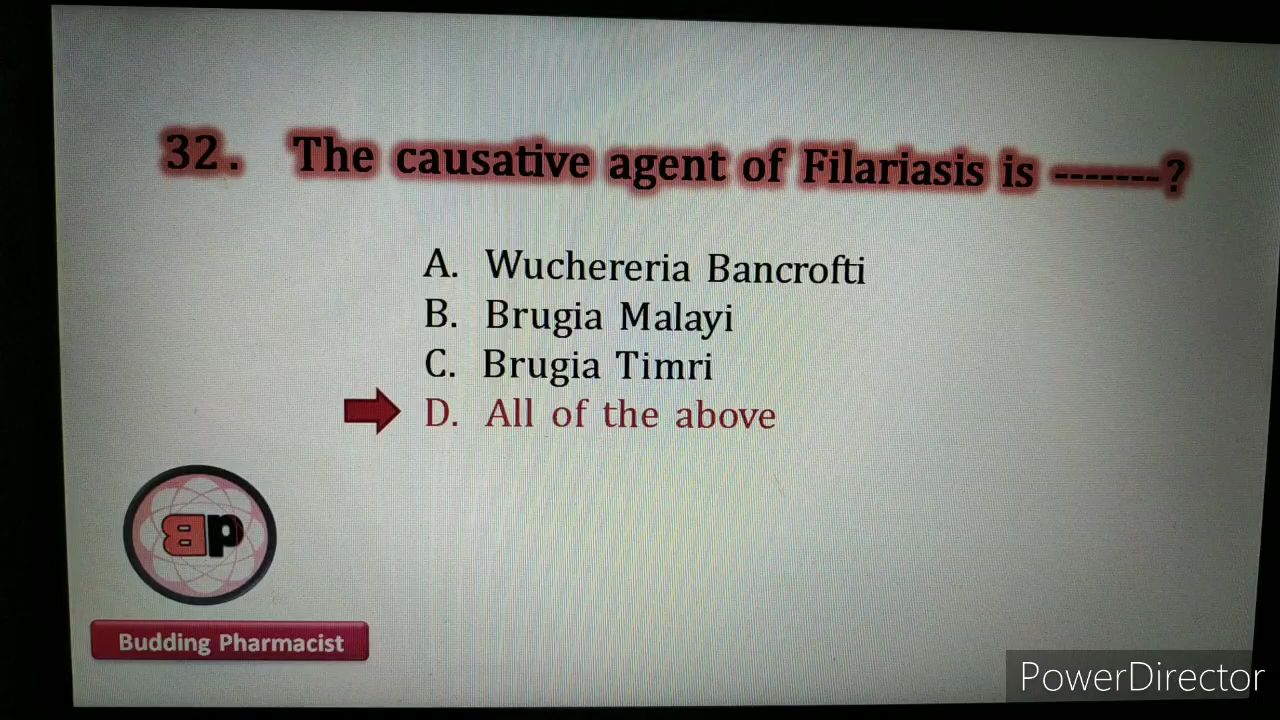 32. The causative agent of Filariasis is -------?
A. Wuchereria Bancrofti
B. Brugia Malayi
C. Brugia Timri
D. All of the above
Bp
Budding Pharmacist
PowerDirector